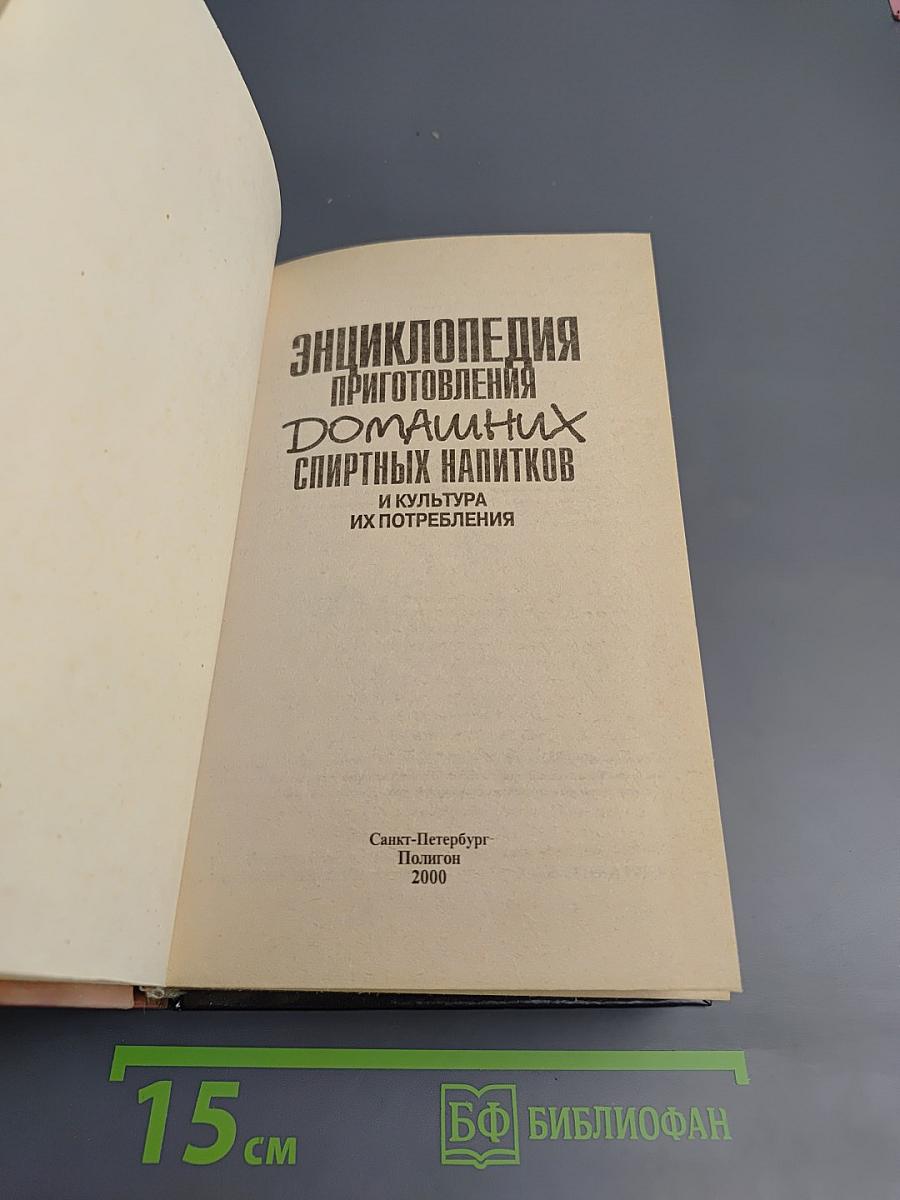 ЭНЦИКЛОПЕДИЯ
ПРИГОТОВЛЕНИЯ
ДОМАШНИХ
СПИРТНЫХ НАПИТКОВ
И КУЛЬТУРА
ИХ ПОТРЕБЛЕНИЯ
Санкт-Петербург
Полигон
2000
15 см
БФ БИБЛИОФАН